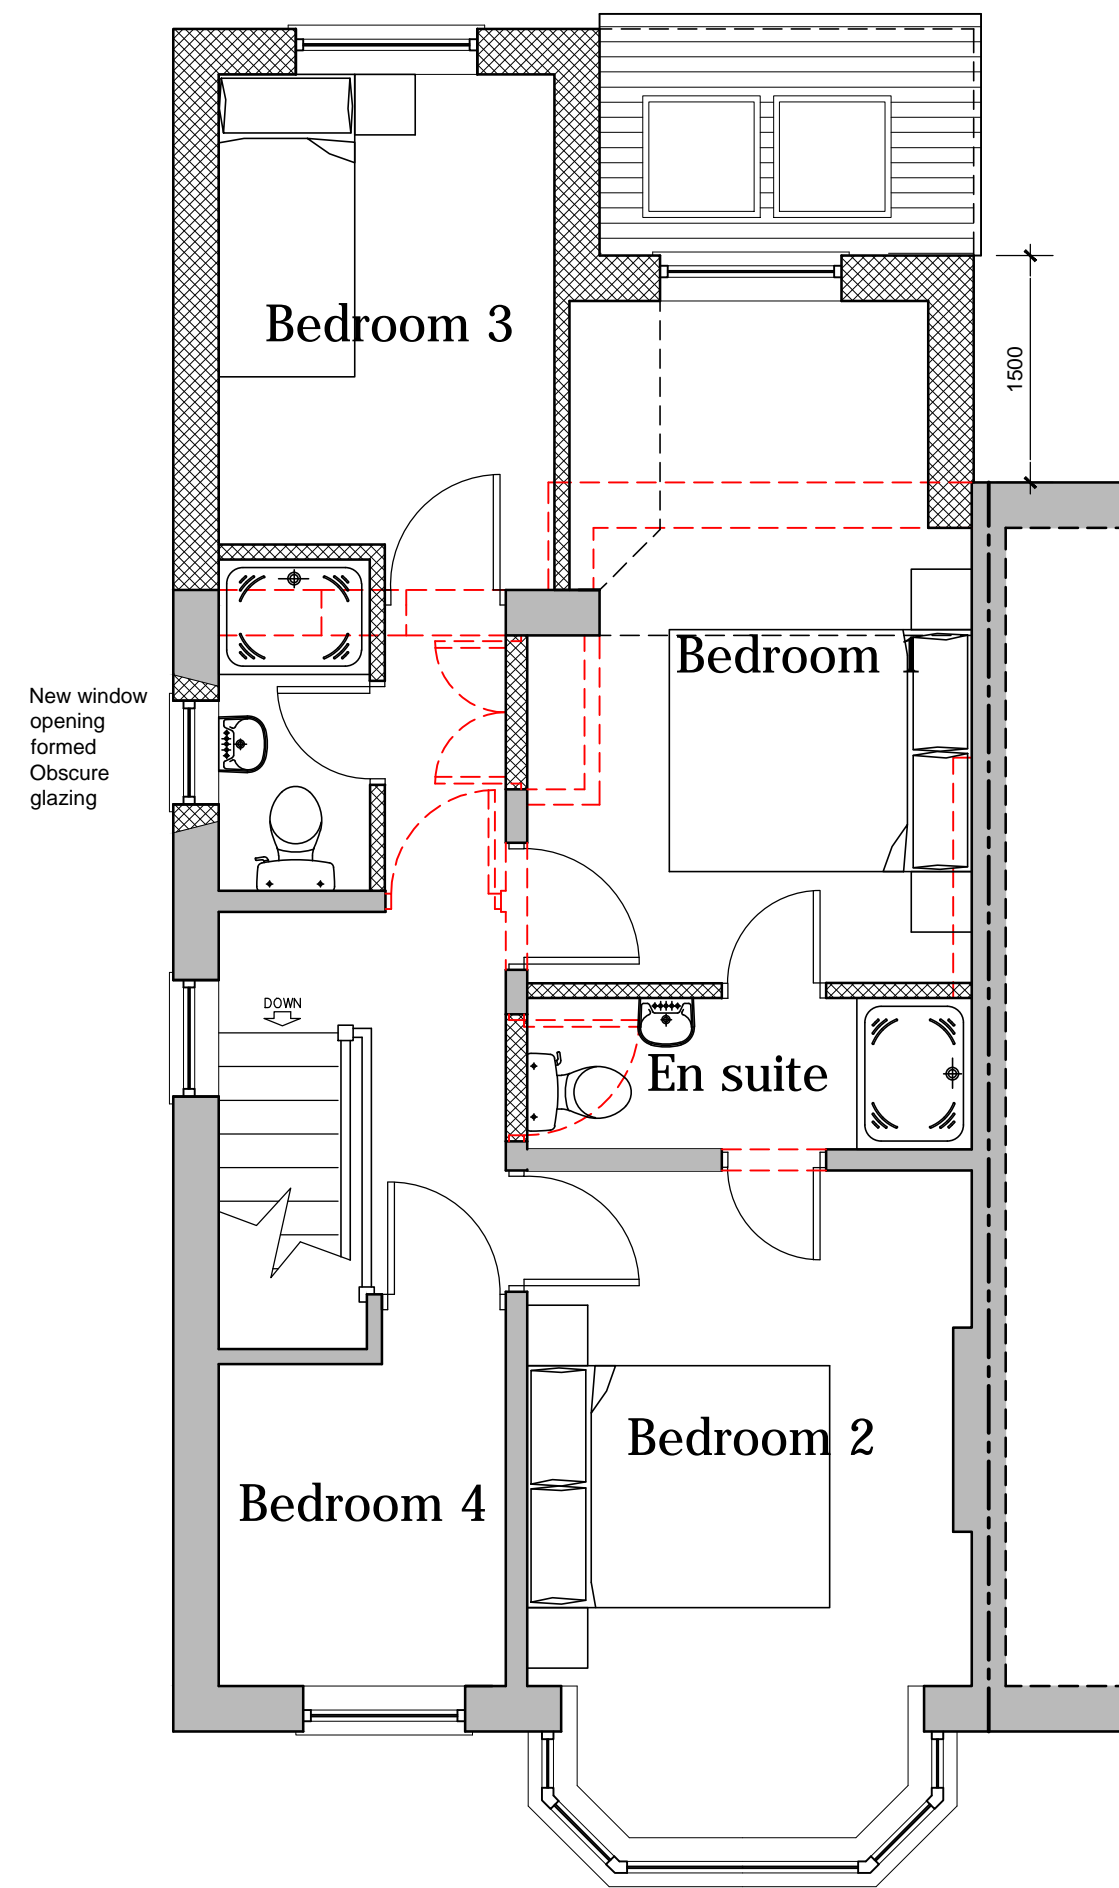 Bedroom 3
1500
Bedroom 1
New window
opening
formed
Obscure
glazing
DOWN
En suite
Bedroom 2
Bedroom 4